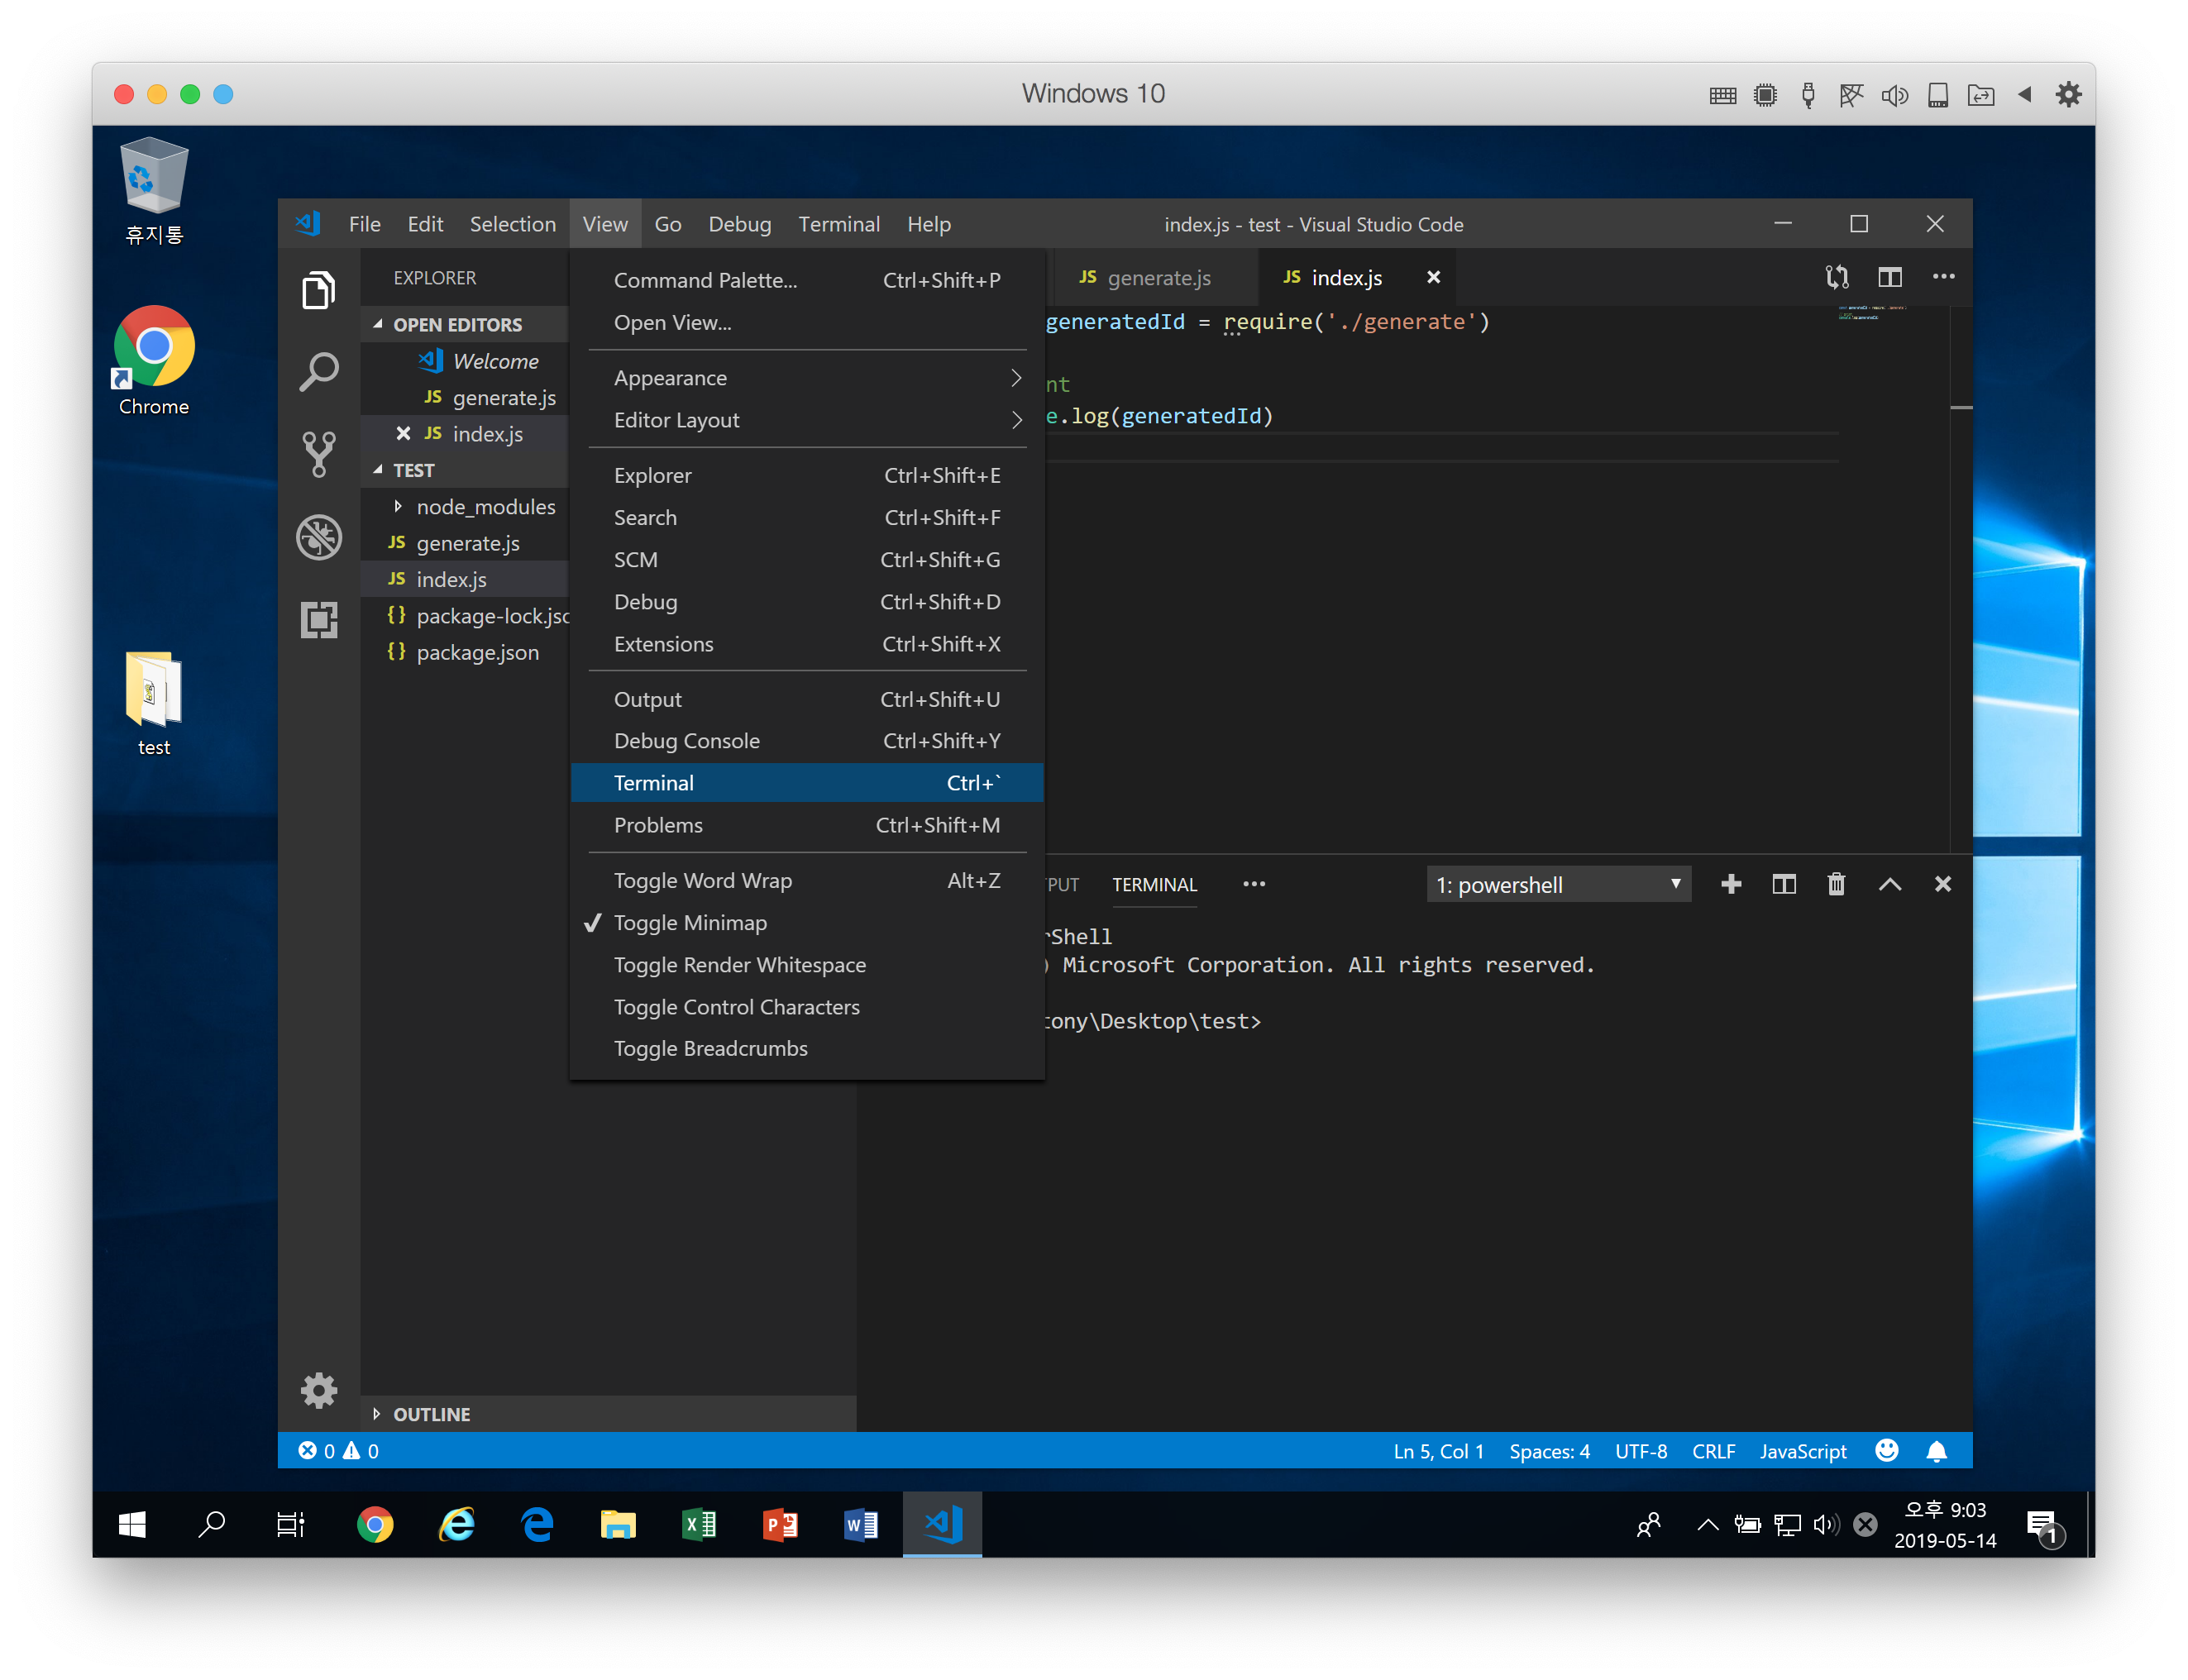 Windows 10
휴지통
Chrome
test
File Edit Selection View Go Debug Terminal Help
index.js - test - Visual Studio Code
EXPLORER
OPEN EDITORS
Welcome
JS generate.js
JS index.js
TEST
node_modules
JS generate.js
JS index.js
{} package-lock.jso
{} package.json
OUTLINE
Command Palette... Ctrl+Shift+P
Open View...
Appearance
Editor Layout
Explorer Ctrl+Shift+E
Search Ctrl+Shift+F
SCM Ctrl+Shift+G
Debug Ctrl+Shift+D
Extensions Ctrl+Shift+X
Output Ctrl+Shift+U
Debug Console Ctrl+Shift+Y
Terminal Ctrl+`
Problems Ctrl+Shift+M
Toggle Word Wrap Alt+Z
Toggle Minimap
Toggle Render Whitespace
Toggle Control Characters
Toggle Breadcrumbs
JS generate.js
JS index.js
generatedId = require('./generate')
nt
e.log(generatedId)
PUT TERMINAL
1: powershell
rShell
) Microsoft Corporation. All rights reserved.
tony\Desktop\test>
0 0
Ln 5, Col 1 Spaces: 4 UTF-8 CRLF JavaScript
오후 9:03
2019-05-14
1